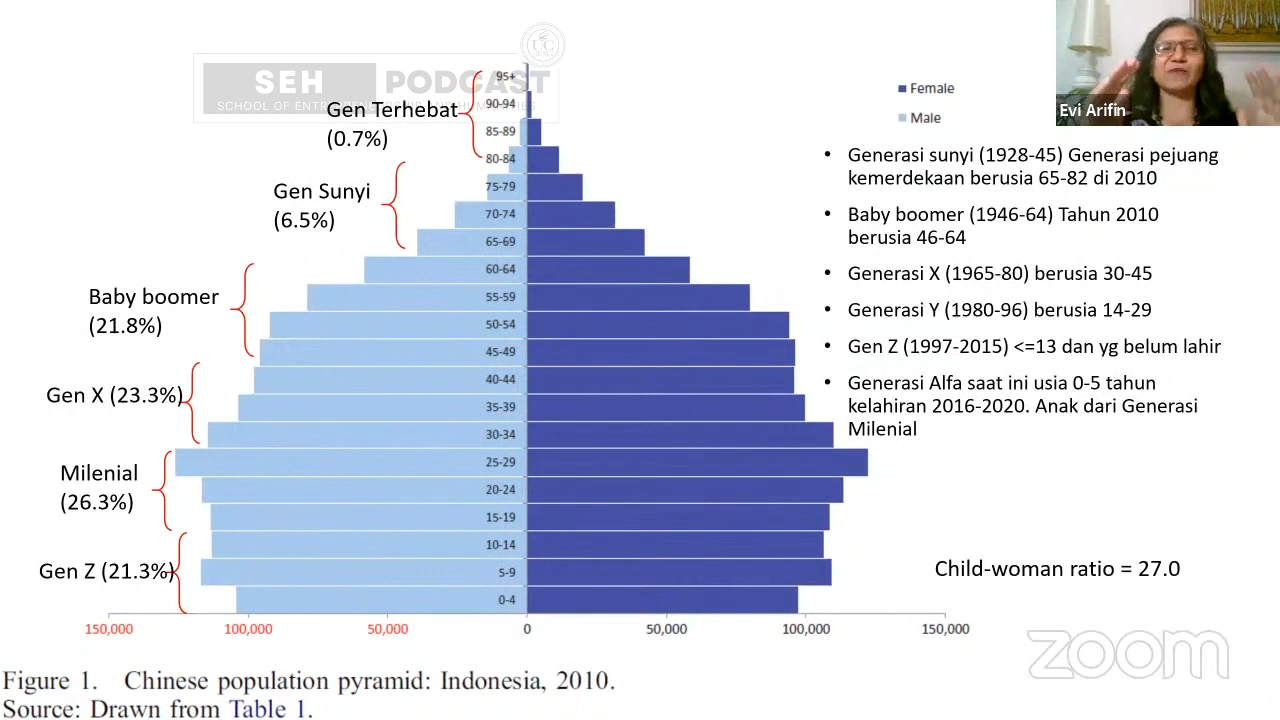 UC
SEH PODCAST
Gen Terhebat
(0.7%)
Gen Sunyi
(6.5%)
Baby boomer
(21.8%)
Gen X (23.3%)
Milenial
(26.3%)
Gen Z (21.3%)
95+
90-94
85-89
80-84
75-79
70-74
65-69
60-64
55-59
50-54
45-49
40-44
35-39
30-34
25-29
20-24
15-19
10-14
5-9
0-4
150,000 100,000 50,000 0 50,000 100,000 150,000
Female
Male
Evi Arifin
• Generasi sunyi (1928-45) Generasi pejuang
kemerdekaan berusia 65-82 di 2010
• Baby boomer (1946-64) Tahun 2010
berusia 46-64
• Generasi X (1965-80) berusia 30-45
• Generasi Y (1980-96) berusia 14-29
• Gen Z (1997-2015) <=13 dan yg belum lahir
• Generasi Alfa saat ini usia 0-5 tahun
kelahiran 2016-2020. Anak dari Generasi
Milenial
Child-woman ratio = 27.0
zoom
Figure 1. Chinese population pyramid: Indonesia, 2010.
Source: Drawn from Table 1.